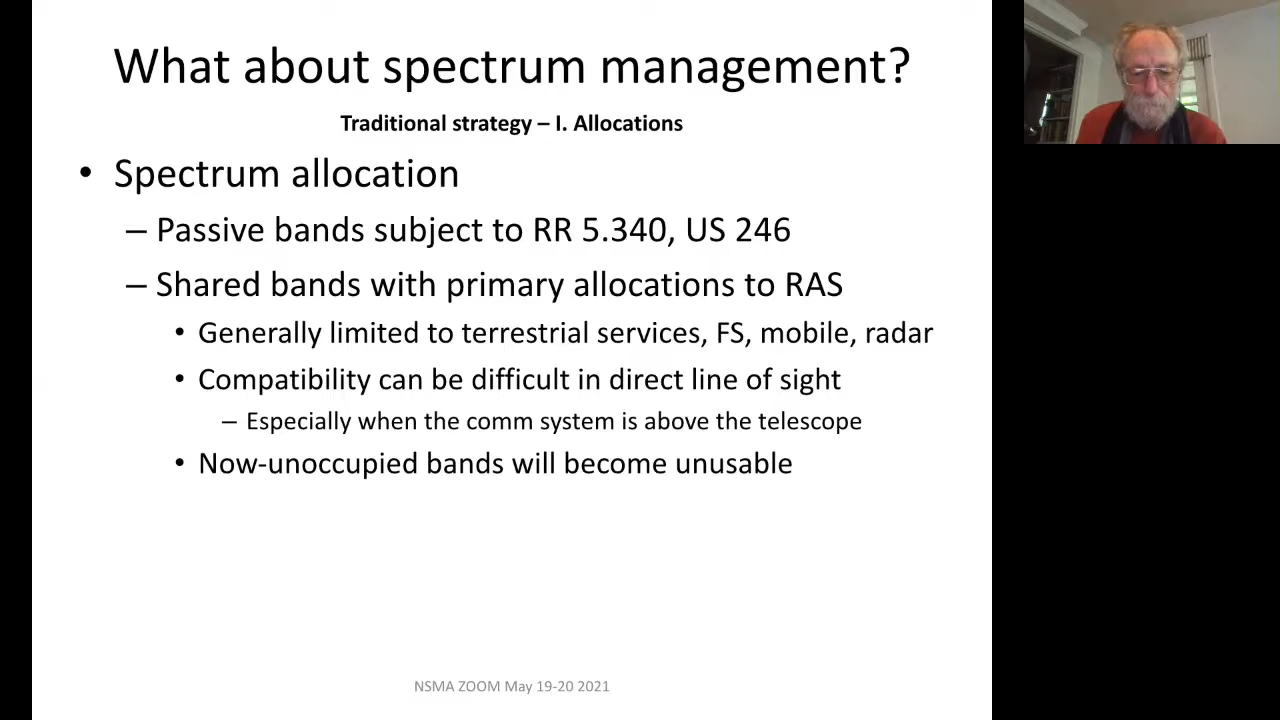 What about spectrum management?
Traditional strategy – I. Allocations
• Spectrum allocation
– Passive bands subject to RR 5.340, US 246
– Shared bands with primary allocations to RAS
• Generally limited to terrestrial services, FS, mobile, radar
• Compatibility can be difficult in direct line of sight
– Especially when the comm system is above the telescope
• Now-unoccupied bands will become unusable
NSMA ZOOM May 19-20 2021